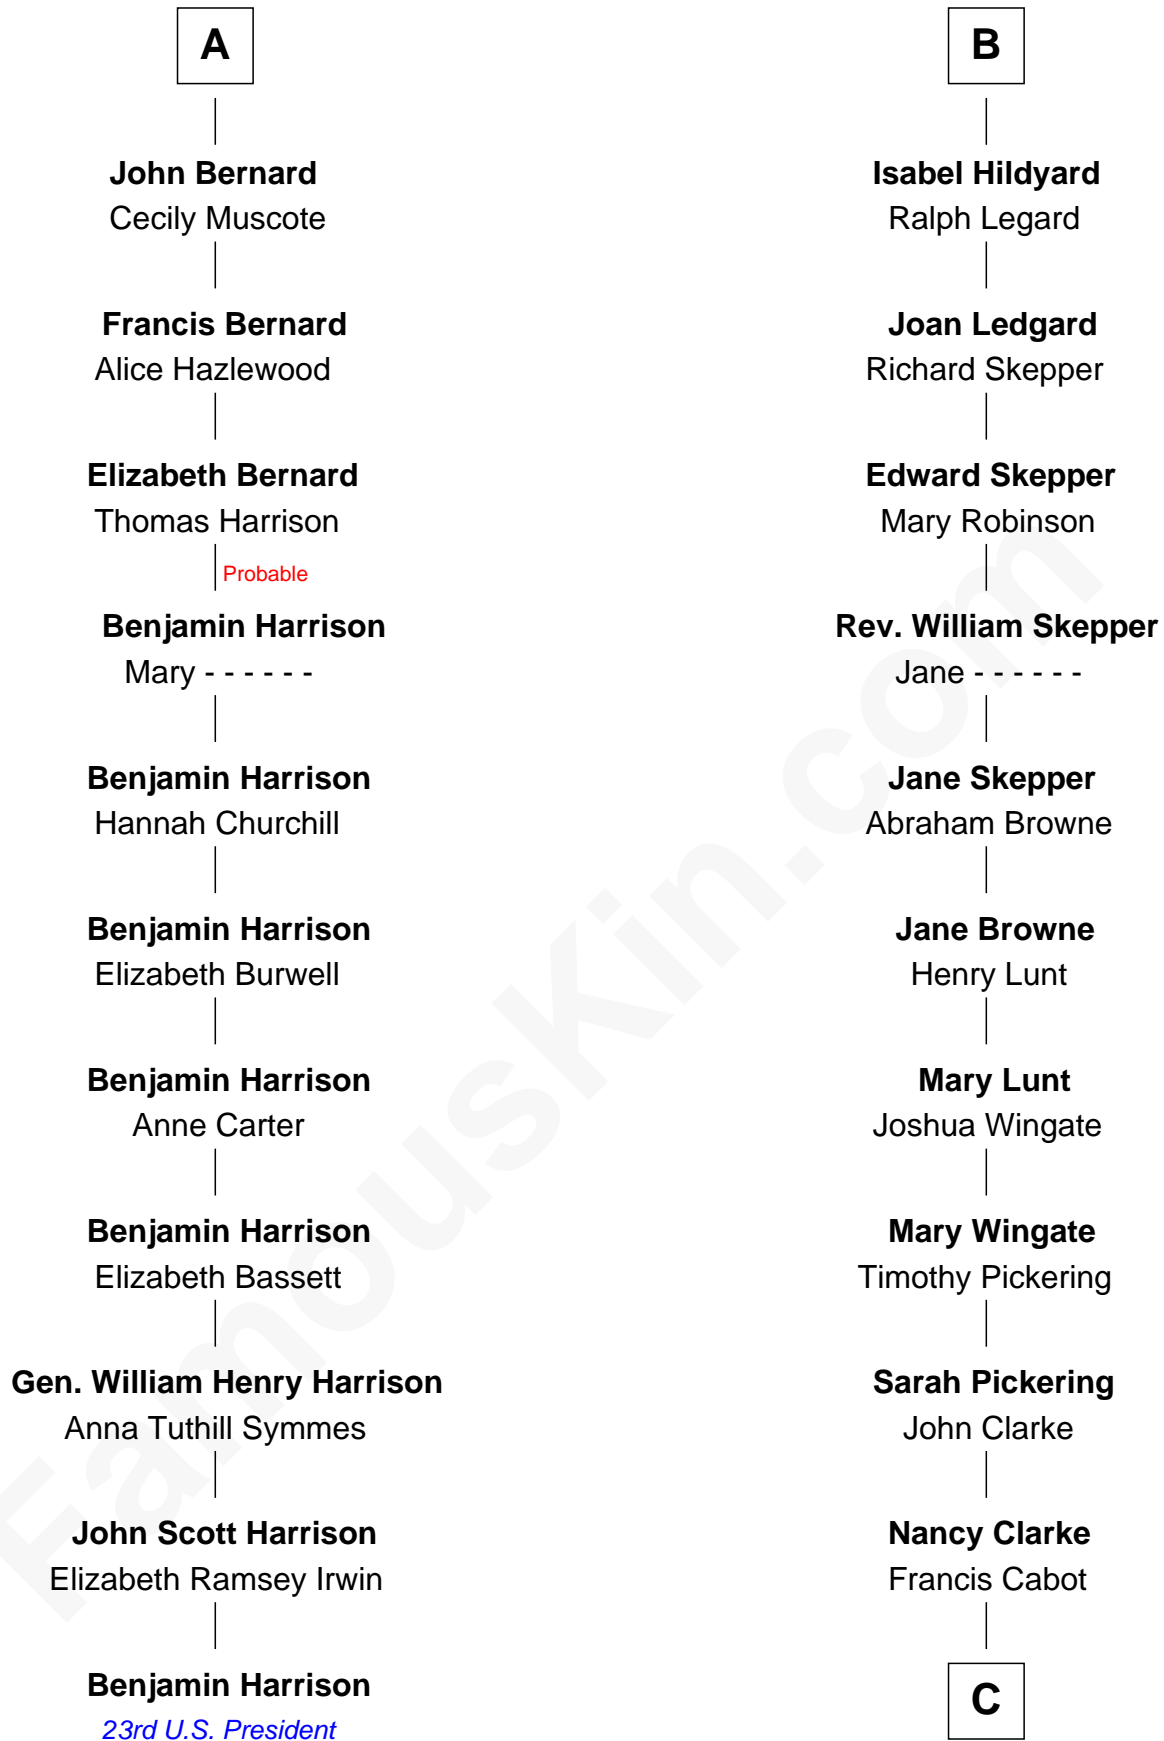 A
John Bernard
Cecily Muscote
Francis Bernard
Alice Hazlewood
Elizabeth Bernard
Thomas Harrison
Probable
Benjamin Harrison
Mary - - - - - -
Benjamin Harrison
Hannah Churchill
Benjamin Harrison
Elizabeth Burwell
Benjamin Harrison
Anne Carter
Benjamin Harrison
Elizabeth Bassett
Gen. William Henry Harrison
Anna Tuthill Symmes
John Scott Harrison
Elizabeth Ramsey Irwin
Benjamin Harrison
23rd U.S. President
B
Isabel Hildyard
Ralph Legard
Joan Ledgard
Richard Skepper
Edward Skepper
Mary Robinson
Rev. William Skepper
Jane - - - - - -
Jane Skepper
Abraham Browne
Jane Browne
Henry Lunt
Mary Lunt
Joshua Wingate
Mary Wingate
Timothy Pickering
Sarah Pickering
John Clarke
Nancy Clarke
Francis Cabot
C
FamousKin.com